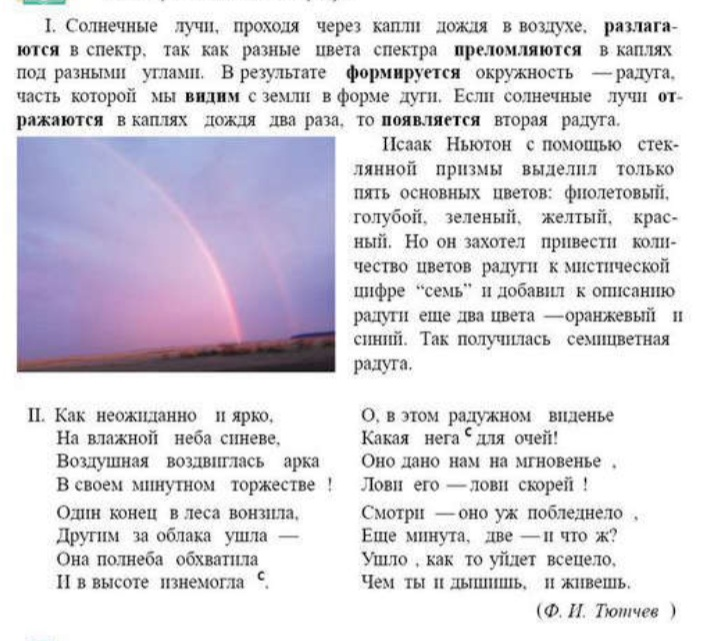 I. Солнечные лучи, проходя через капли дождя в воздухе, разлага-
ются в спектр, так как разные цвета спектра преломляются в каплях
под разными углами. В результате формируется окружность — радуга,
часть которой мы видим с земли в форме дуги. Если солнечные лучи от-
ражаются в каплях дождя два раза, то появляется вторая радуга.
Исаак Ньютон с помощью стек-
лянной призмы выделил только
пять основных цветов: фиолетовый,
голубой, зеленый, желтый, крас-
ный. Но он захотел привести коли-
чество цветов радуги к мистической
цифре “семь” и добавил к описанию
радуги еще два цвета — оранжевый и
синий. Так получилась семицветная
радуга.
II. Как неожиданно и ярко,
На влажной неба синеве,
Воздушная воздвиглась арка
В своем минутном торжестве !
Один конец в леса вонзила,
Другим за облака ушла —
Она полнеба обхватила
И в высоте изнемогла с.
О, в этом радужном виденье
Какая нега с для очей!
Оно дано нам на мгновенье ,
Лови его — лови скорей !
Смотри — оно уж побледнело ,
Еще минута, две — и что ж?
Ушло , как то уйдет всецело,
Чем ты и дышишь, и живешь.
(Ф. И. Тютчев )